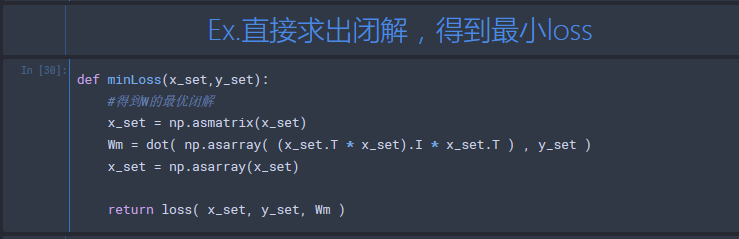 Ex.直接求出闭解，得到最小loss
In [30]:
def minLoss(x_set,y_set):
#得到W的最优闭解
x_set = np.asmatrix(x_set)
Wm = dot( np.asarray( (x_set.T * x_set).I * x_set.T ) , y_set )
x_set = np.asarray(x_set)
return loss( x_set, y_set, Wm )